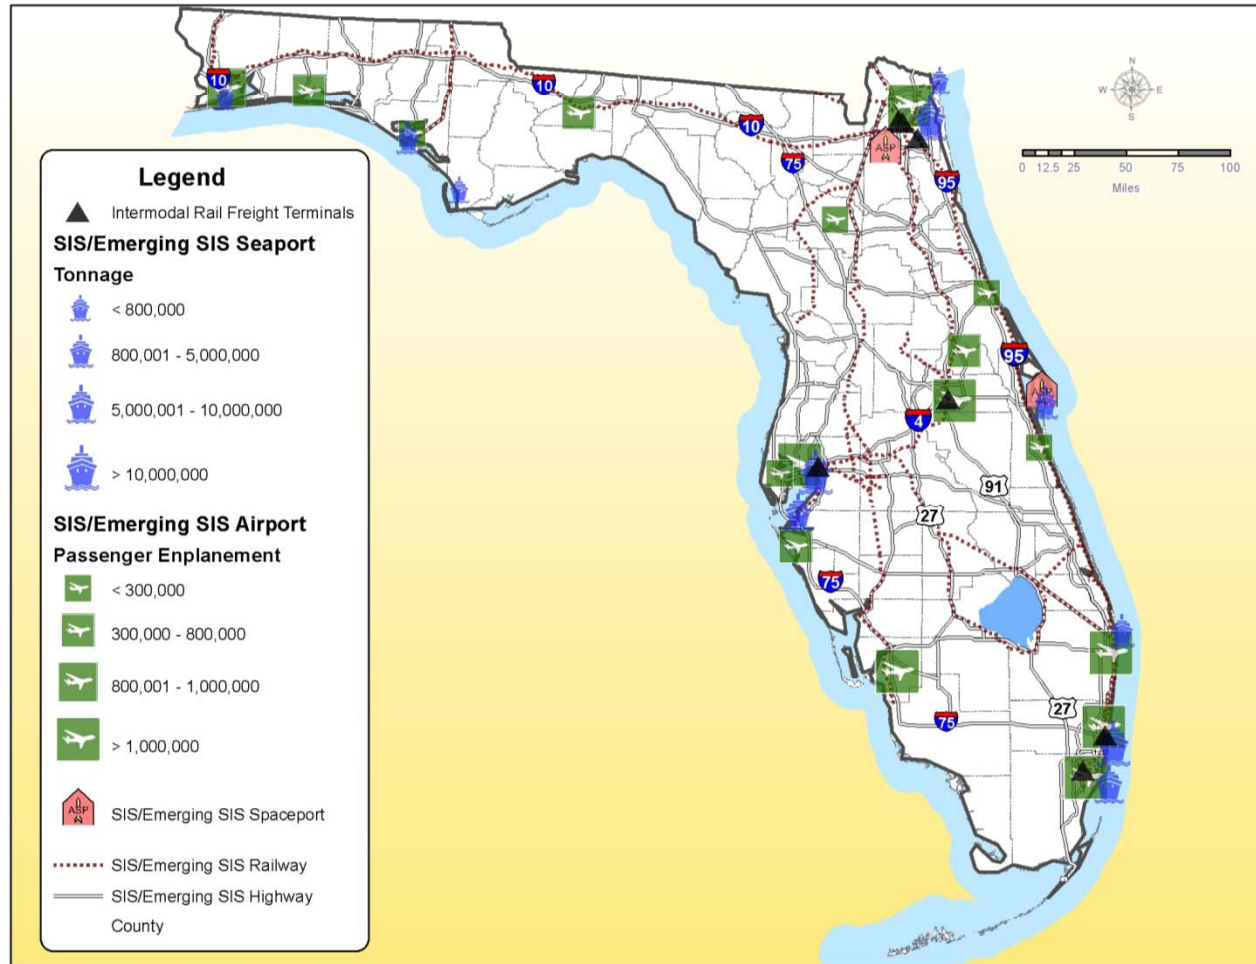 10
10
10
75
95
N
W
E
S
0 12.5 25 50 75 100
Miles
ASP
95
ASP
4
91
27
75
27
75
Legend
Intermodal Rail Freight Terminals
SIS/Emerging SIS Seaport
Tonnage
< 800,000
800,001 - 5,000,000
5,000,001 - 10,000,000
> 10,000,000
SIS/Emerging SIS Airport
Passenger Enplanement
< 300,000
300,000 - 800,000
800,001 - 1,000,000
> 1,000,000
ASP
SIS/Emerging SIS Spaceport
SIS/Emerging SIS Railway
SIS/Emerging SIS Highway
County